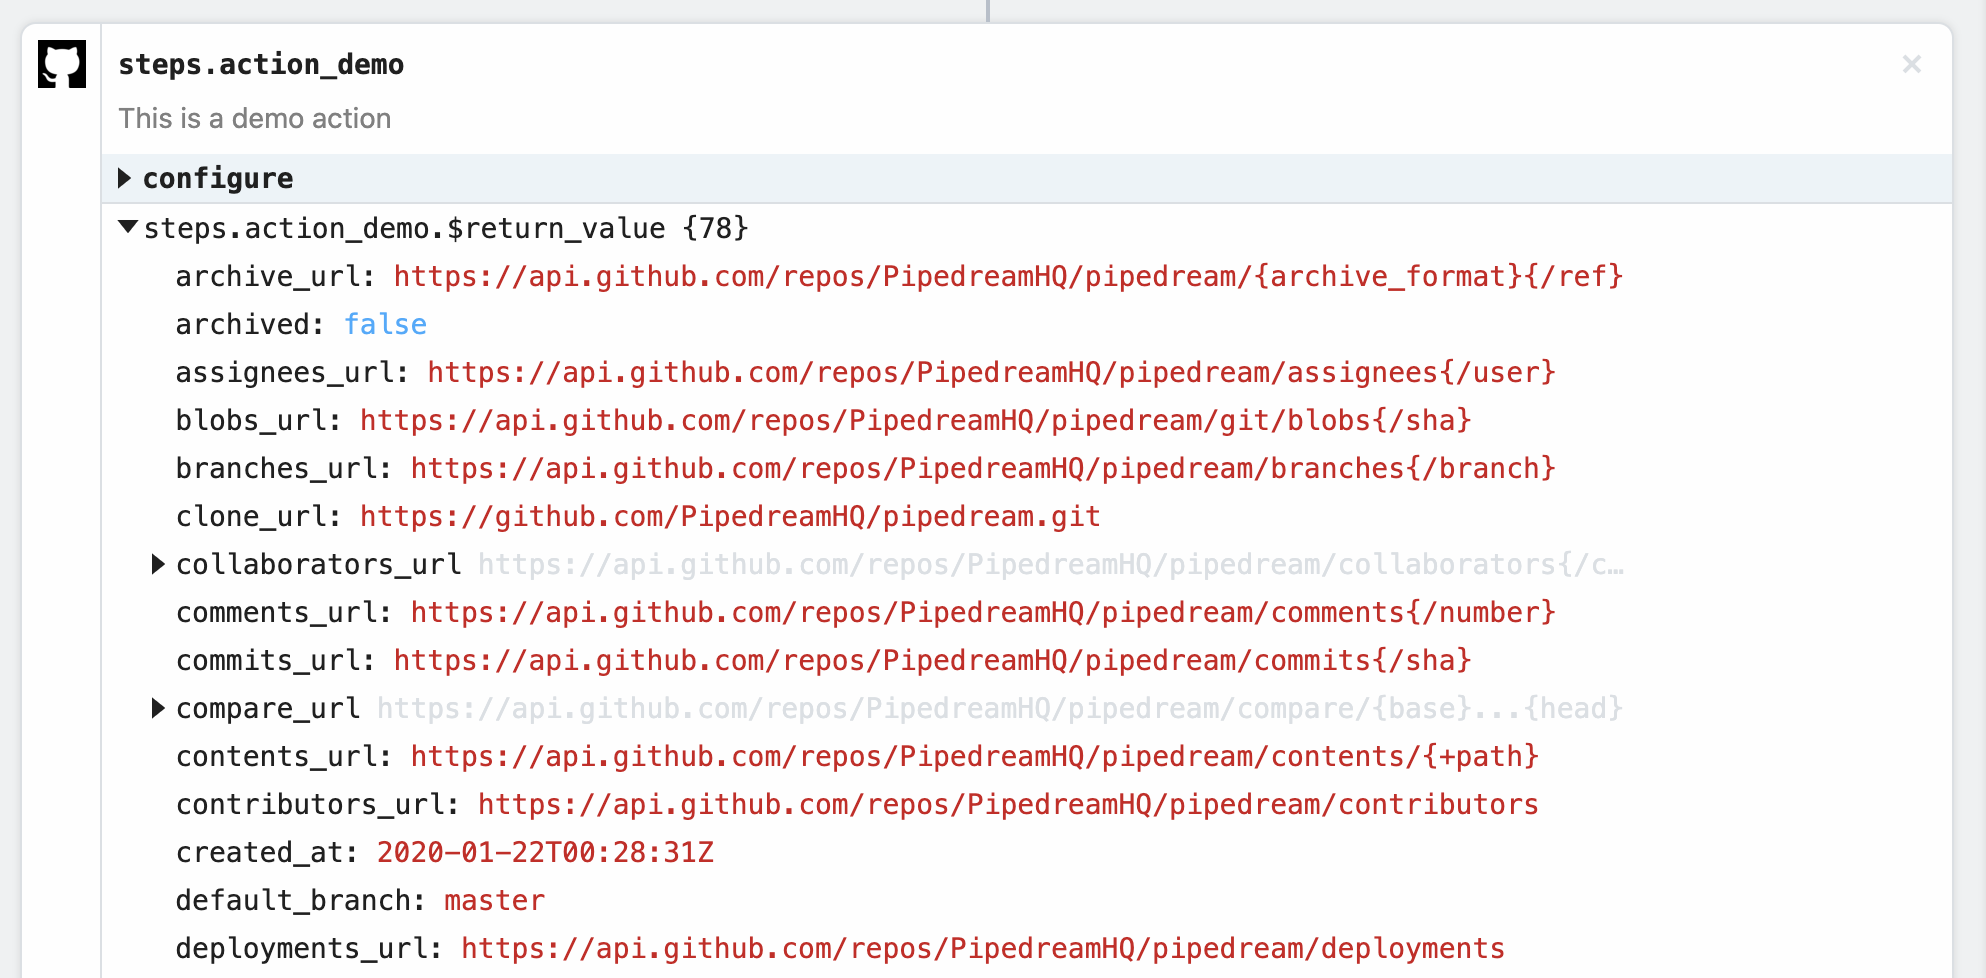 steps.action_demo
This is a demo action
configure
steps.action_demo.$return_value {78}
archive_url: https://api.github.com/repos/PipedreamHQ/pipedream/{archive_format}{/ref}
archived: false
assignees_url: https://api.github.com/repos/PipedreamHQ/pipedream/assignees{/user}
blobs_url: https://api.github.com/repos/PipedreamHQ/pipedream/git/blobs{/sha}
branches_url: https://api.github.com/repos/PipedreamHQ/pipedream/branches{/branch}
clone_url: https://github.com/PipedreamHQ/pipedream.git
collaborators_url https://api.github.com/repos/PipedreamHQ/pipedream/collaborators{/c…
comments_url: https://api.github.com/repos/PipedreamHQ/pipedream/comments{/number}
commits_url: https://api.github.com/repos/PipedreamHQ/pipedream/commits{/sha}
compare_url https://api.github.com/repos/PipedreamHQ/pipedream/compare/{base}...{head}
contents_url: https://api.github.com/repos/PipedreamHQ/pipedream/contents/{+path}
contributors_url: https://api.github.com/repos/PipedreamHQ/pipedream/contributors
created_at: 2020-01-22T00:28:31Z
default_branch: master
deployments_url: https://api.github.com/repos/PipedreamHQ/pipedream/deployments